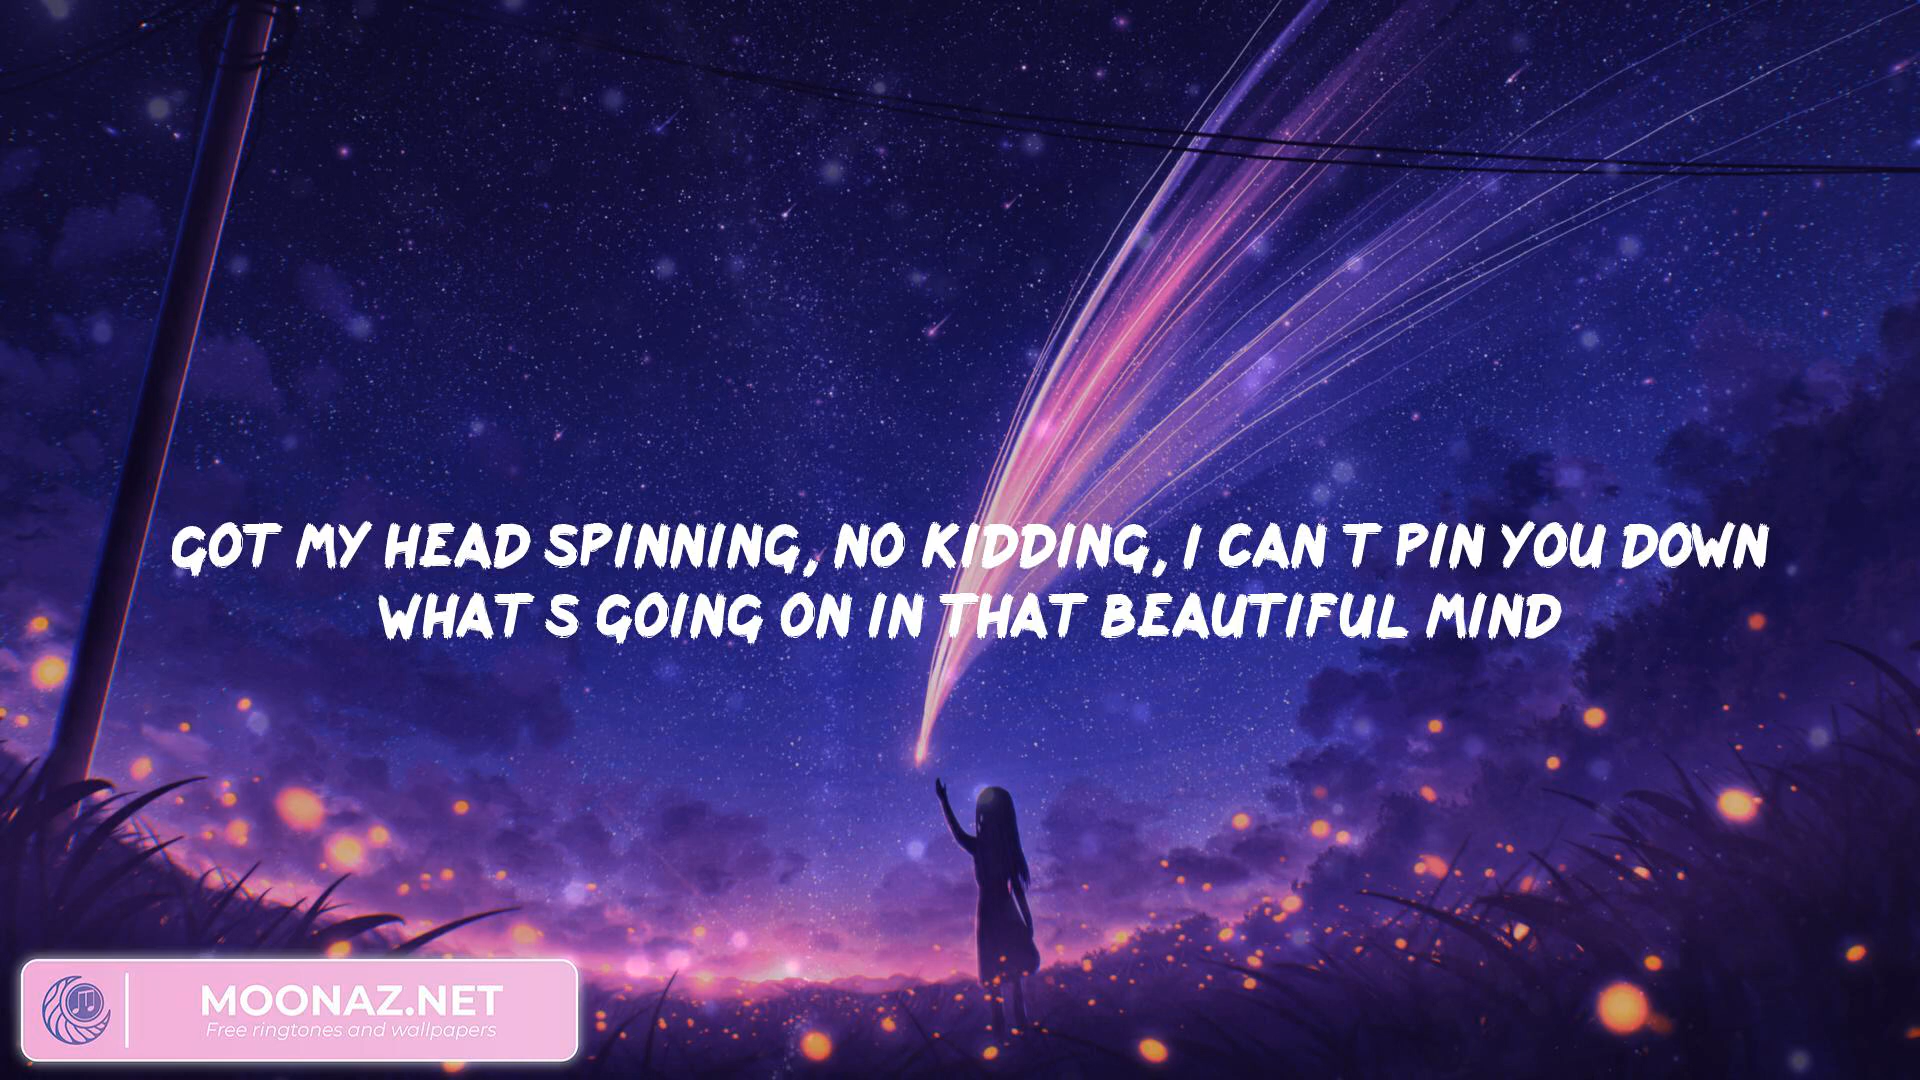 GOT MY HEAD SPINNING, NO KIDDING, I CAN T PIN YOU DOWN
WHAT S GOING ON IN THAT BEAUTIFUL MIND
MOONAZ.NET
Free ringtones and wallpapers